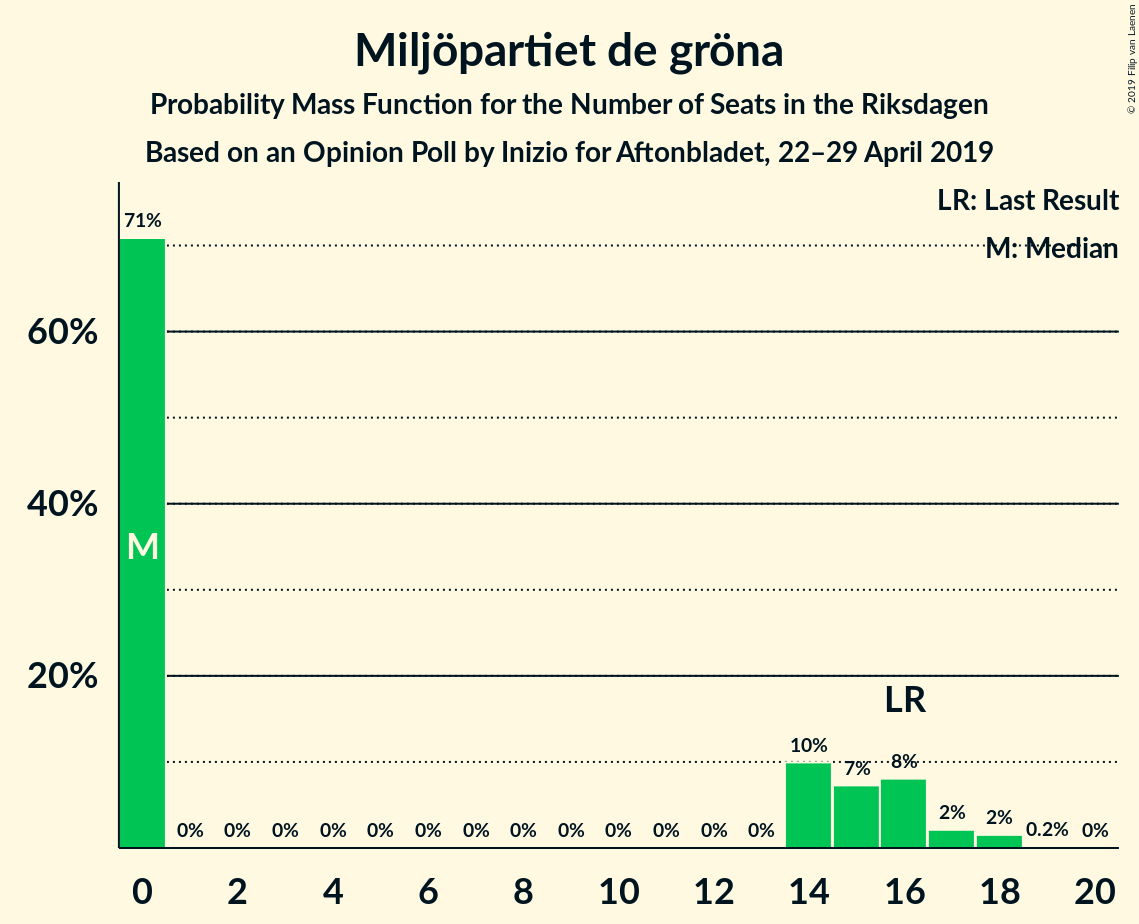 © 2019 Filip van Laenen
Miljöpartiet de gröna
Probability Mass Function for the Number of Seats in the Riksdagen
Based on an Opinion Poll by Inizio for Aftonbladet, 22–29 April 2019
LR: Last Result
M: Median
71%
60%
40%
M
20%
LR
10%
7%
8%
2%
2%
0.2%
0%
0% 0% 0% 0% 0% 0% 0% 0% 0% 0% 0% 0% 0%
0 2 4 6 8 10 12 14 16 18 20